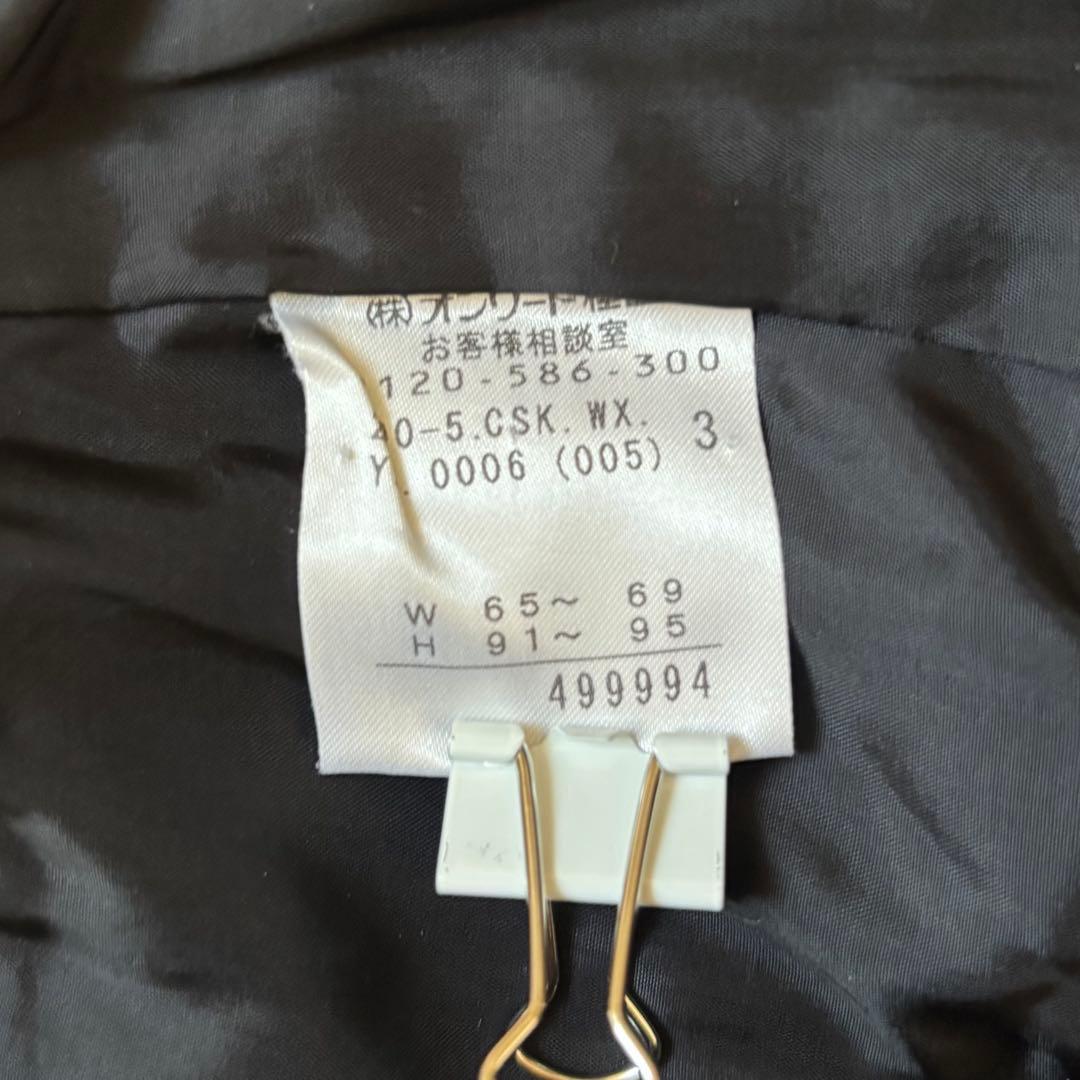 (株)オンワード樫
お客様相談室
120-586-300
40-5.CSK.WX. 3
Y. 0006 (005)
W 65~ 69
H 91~ 95
499994